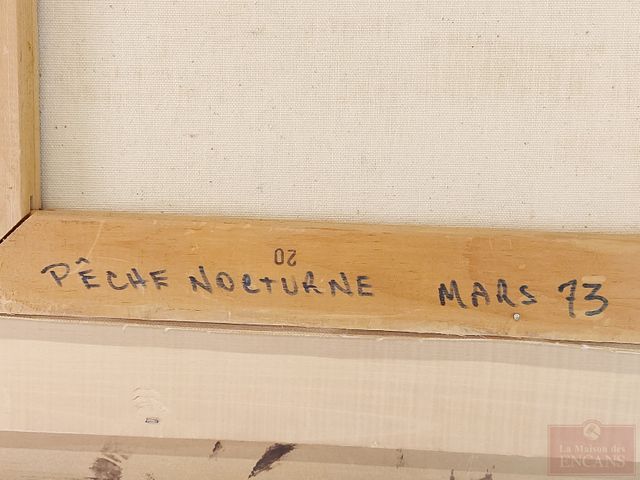 20
PÊCHE NOCTURNE MARS 73
La Maison des
ENCANS